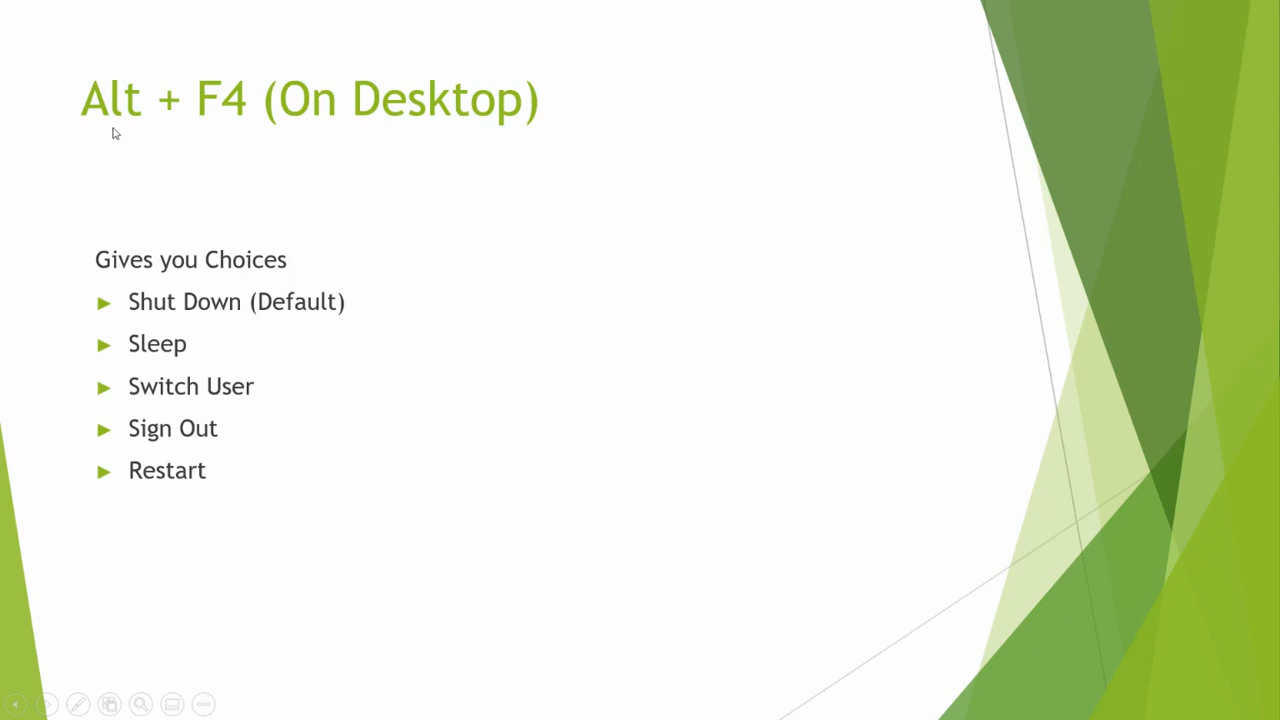 Alt + F4 (On Desktop)
Gives you Choices
Shut Down (Default)
Sleep
Switch User
Sign Out
Restart